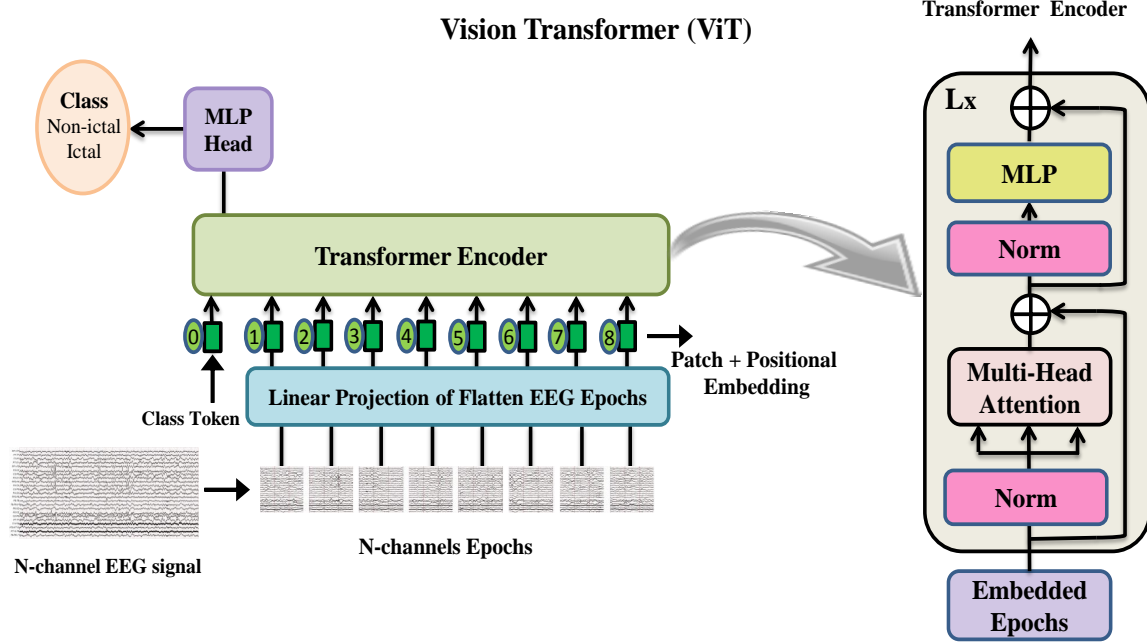 Vision Transformer (ViT)
Class
Non-ictal
Ictal
MLP
Head
Transformer Encoder
0
1
2
3
4
5
6
7
8
Patch + Positional
Embedding
Class Token
Linear Projection of Flatten EEG Epochs
N-channel EEG signal
N-channels Epochs
Transformer Encoder
Lx
MLP
Norm
Multi-Head
Attention
Norm
Embedded
Epochs